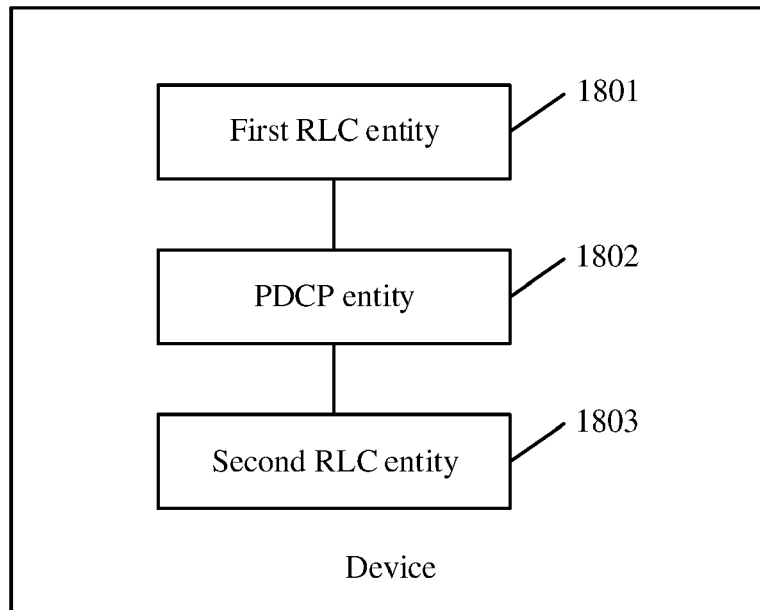 1801
First RLC entity
1802
PDCP entity
1803
Second RLC entity
Device